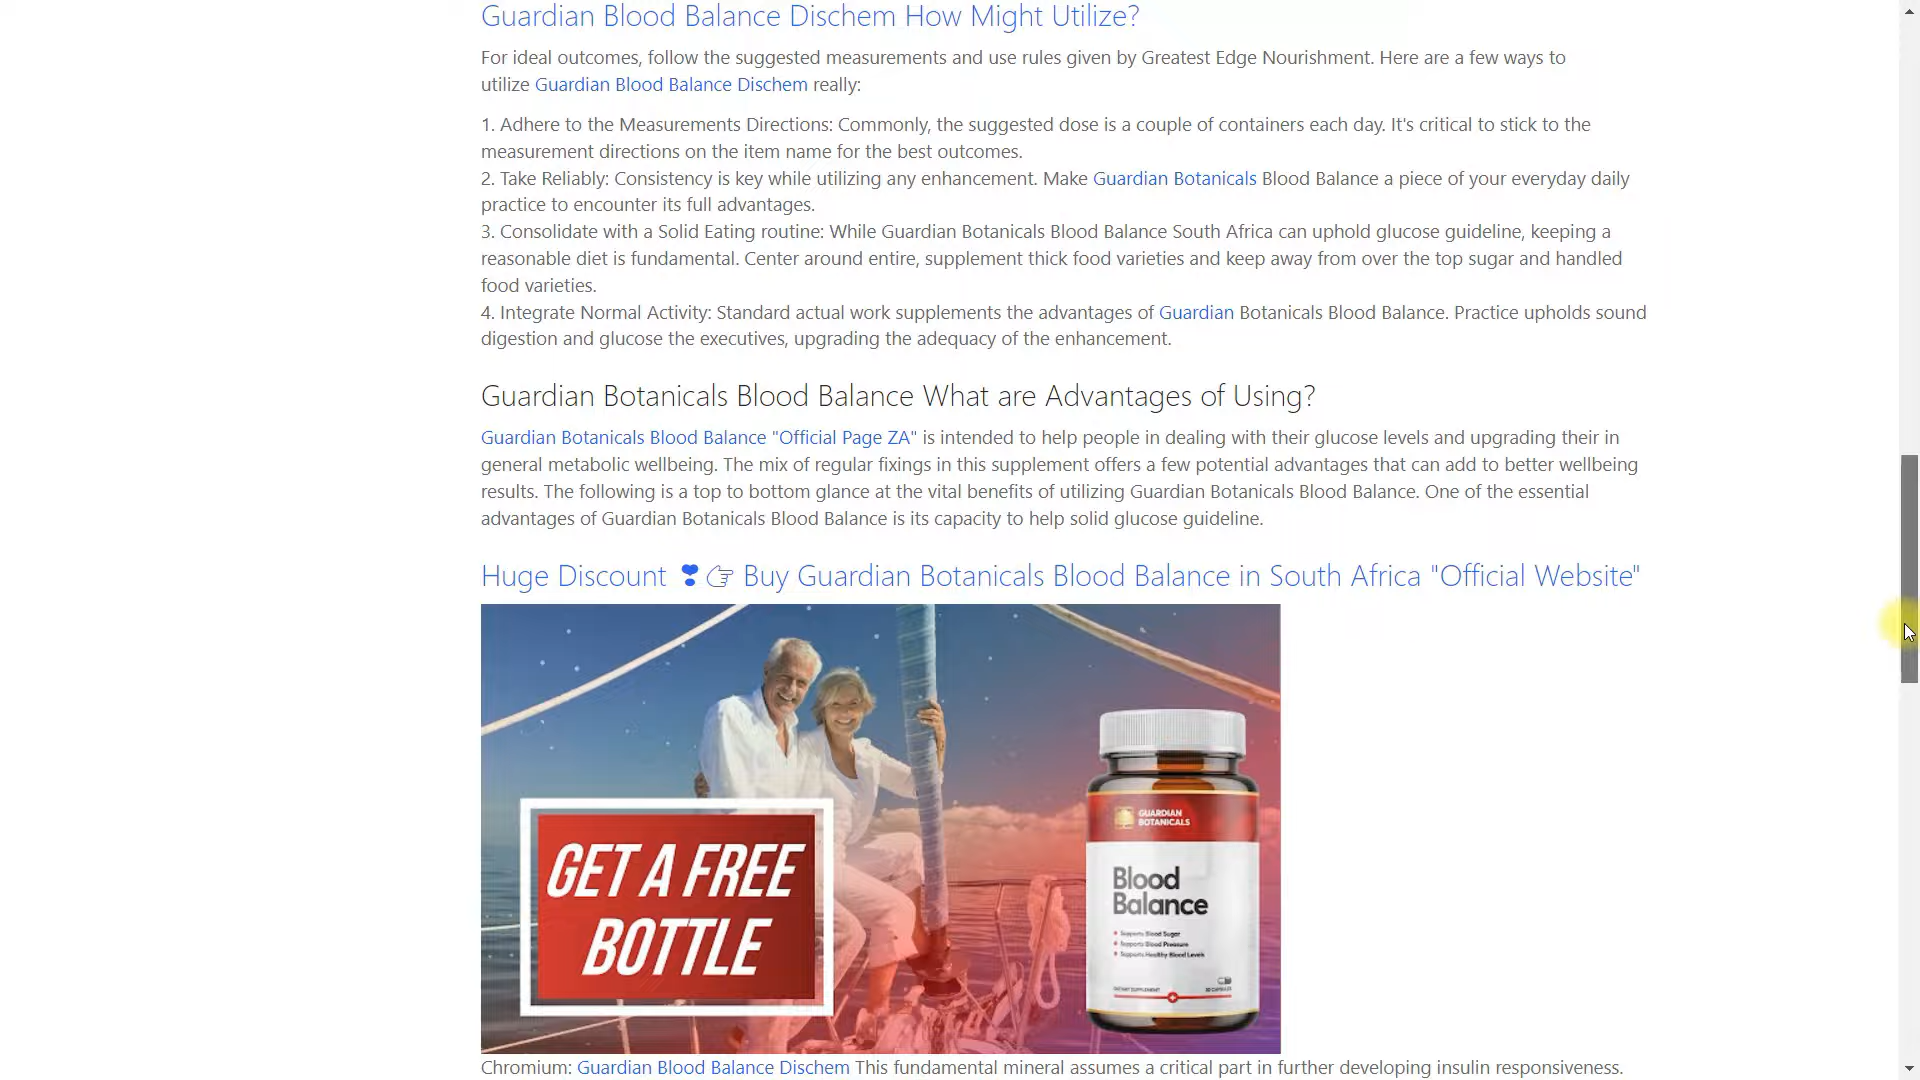 Guardian Blood Balance Dischem How Might Utilize?
For ideal outcomes, follow the suggested measurements and use rules given by Greatest Edge Nourishment. Here are a few ways to
utilize Guardian Blood Balance Dischem really:
1. Adhere to the Measurements Directions: Commonly, the suggested dose is a couple of containers each day. It's critical to stick to the
measurement directions on the item name for the best outcomes.
2. Take Reliably: Consistency is key while utilizing any enhancement. Make Guardian Botanicals Blood Balance a piece of your everyday daily
practice to encounter its full advantages.
3. Consolidate with a Solid Eating routine: While Guardian Botanicals Blood Balance South Africa can uphold glucose guideline, keeping a
reasonable diet is fundamental. Center around entire, supplement thick food varieties and keep away from over the top sugar and handled
food varieties.
4. Integrate Normal Activity: Standard actual work supplements the advantages of Guardian Botanicals Blood Balance. Practice upholds sound
digestion and glucose the executives, upgrading the adequacy of the enhancement.
Guardian Botanicals Blood Balance What are Advantages of Using?
Guardian Botanicals Blood Balance "Official Page ZA" is intended to help people in dealing with their glucose levels and upgrading their in
general metabolic wellbeing. The mix of regular fixings in this supplement offers a few potential advantages that can add to better wellbeing
results. The following is a top to bottom glance at the vital benefits of utilizing Guardian Botanicals Blood Balance. One of the essential
advantages of Guardian Botanicals Blood Balance is its capacity to help solid glucose guideline.
Huge Discount ❣👉 Buy Guardian Botanicals Blood Balance in South Africa "Official Website"
GET A FREE
BOTTLE
GUARDIAN
BOTANICALS
Blood
Balance
Supports Blood Sugar
Supports Blood Pressure
Supports Healthy Blood Levels
DIETARY SUPPLEMENT
Chromium: Guardian Blood Balance Dischem This fundamental mineral assumes a critical part in further developing insulin responsiveness.